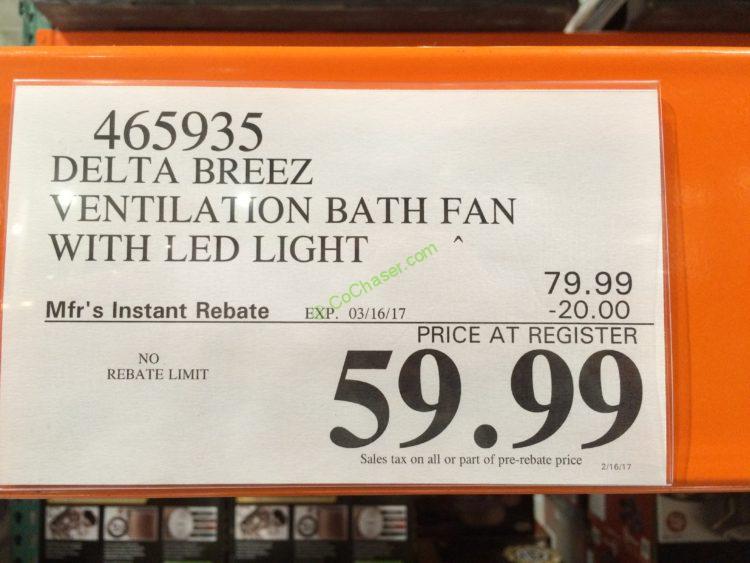 465935
DELTA BREEZ
VENTILATION BATH FAN
WITH LED LIGHT ^
79.99
Mfr's Instant Rebate EXP. 03/16/17 -20.00
PRICE AT REGISTER
NO
REBATE LIMIT
59.99
Sales tax on all or part of pre-rebate price 2/16/17
CoChaser.com